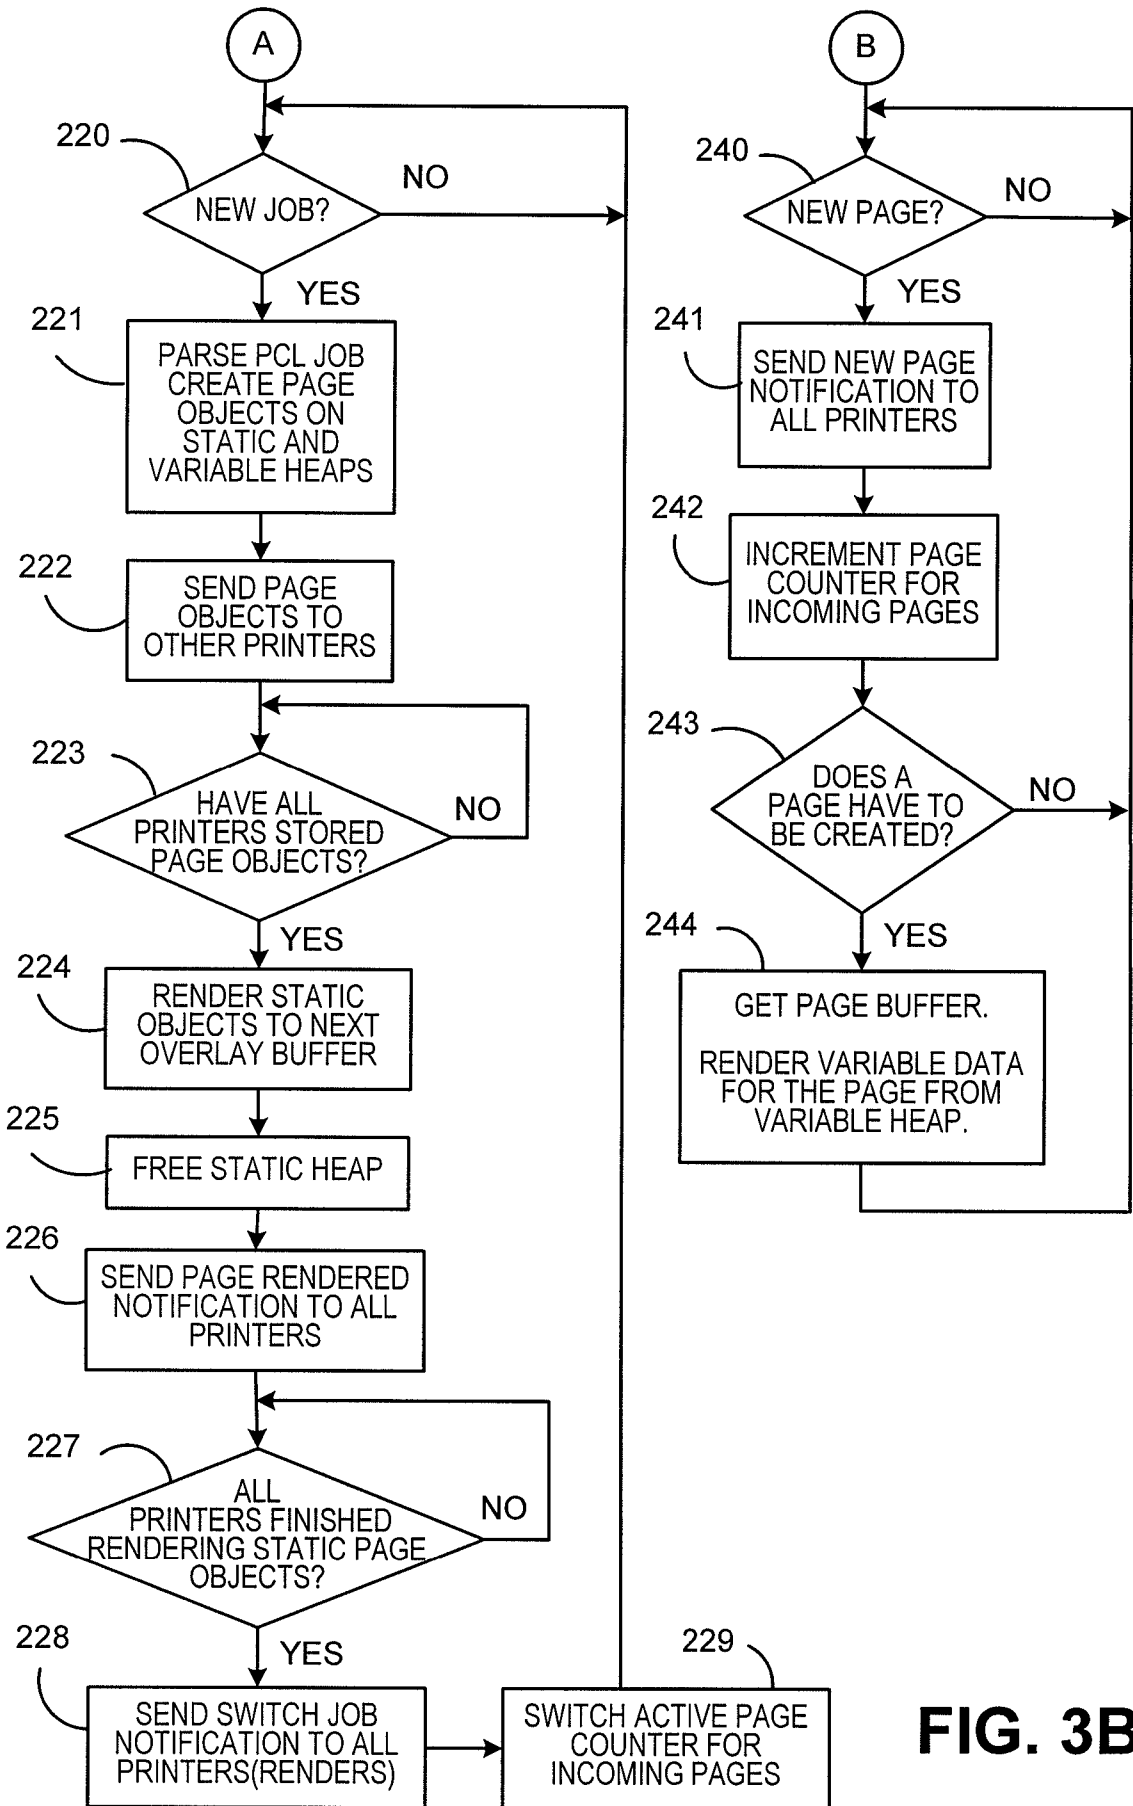 A
220
NEW JOB?
NO
YES
221
PARSE PCL JOB
CREATE PAGE
OBJECTS ON
STATIC AND
VARIABLE HEAPS
222
SEND PAGE
OBJECTS TO
OTHER PRINTERS
223
HAVE ALL
PRINTERS STORED
PAGE OBJECTS?
NO
YES
224
RENDER STATIC
OBJECTS TO NEXT
OVERLAY BUFFER
225
FREE STATIC HEAP
226
SEND PAGE RENDERED
NOTIFICATION TO ALL
PRINTERS
227
ALL
PRINTERS FINISHED
RENDERING STATIC PAGE
OBJECTS?
NO
YES
228
SEND SWITCH JOB
NOTIFICATION TO ALL
PRINTERS(RENDERS)
229
SWITCH ACTIVE PAGE
COUNTER FOR
INCOMING PAGES
B
240
NEW PAGE?
NO
YES
241
SEND NEW PAGE
NOTIFICATION TO
ALL PRINTERS
242
INCREMENT PAGE
COUNTER FOR
INCOMING PAGES
243
DOES A
PAGE HAVE TO
BE CREATED?
NO
YES
244
GET PAGE BUFFER.
RENDER VARIABLE DATA
FOR THE PAGE FROM
VARIABLE HEAP.
FIG. 3B